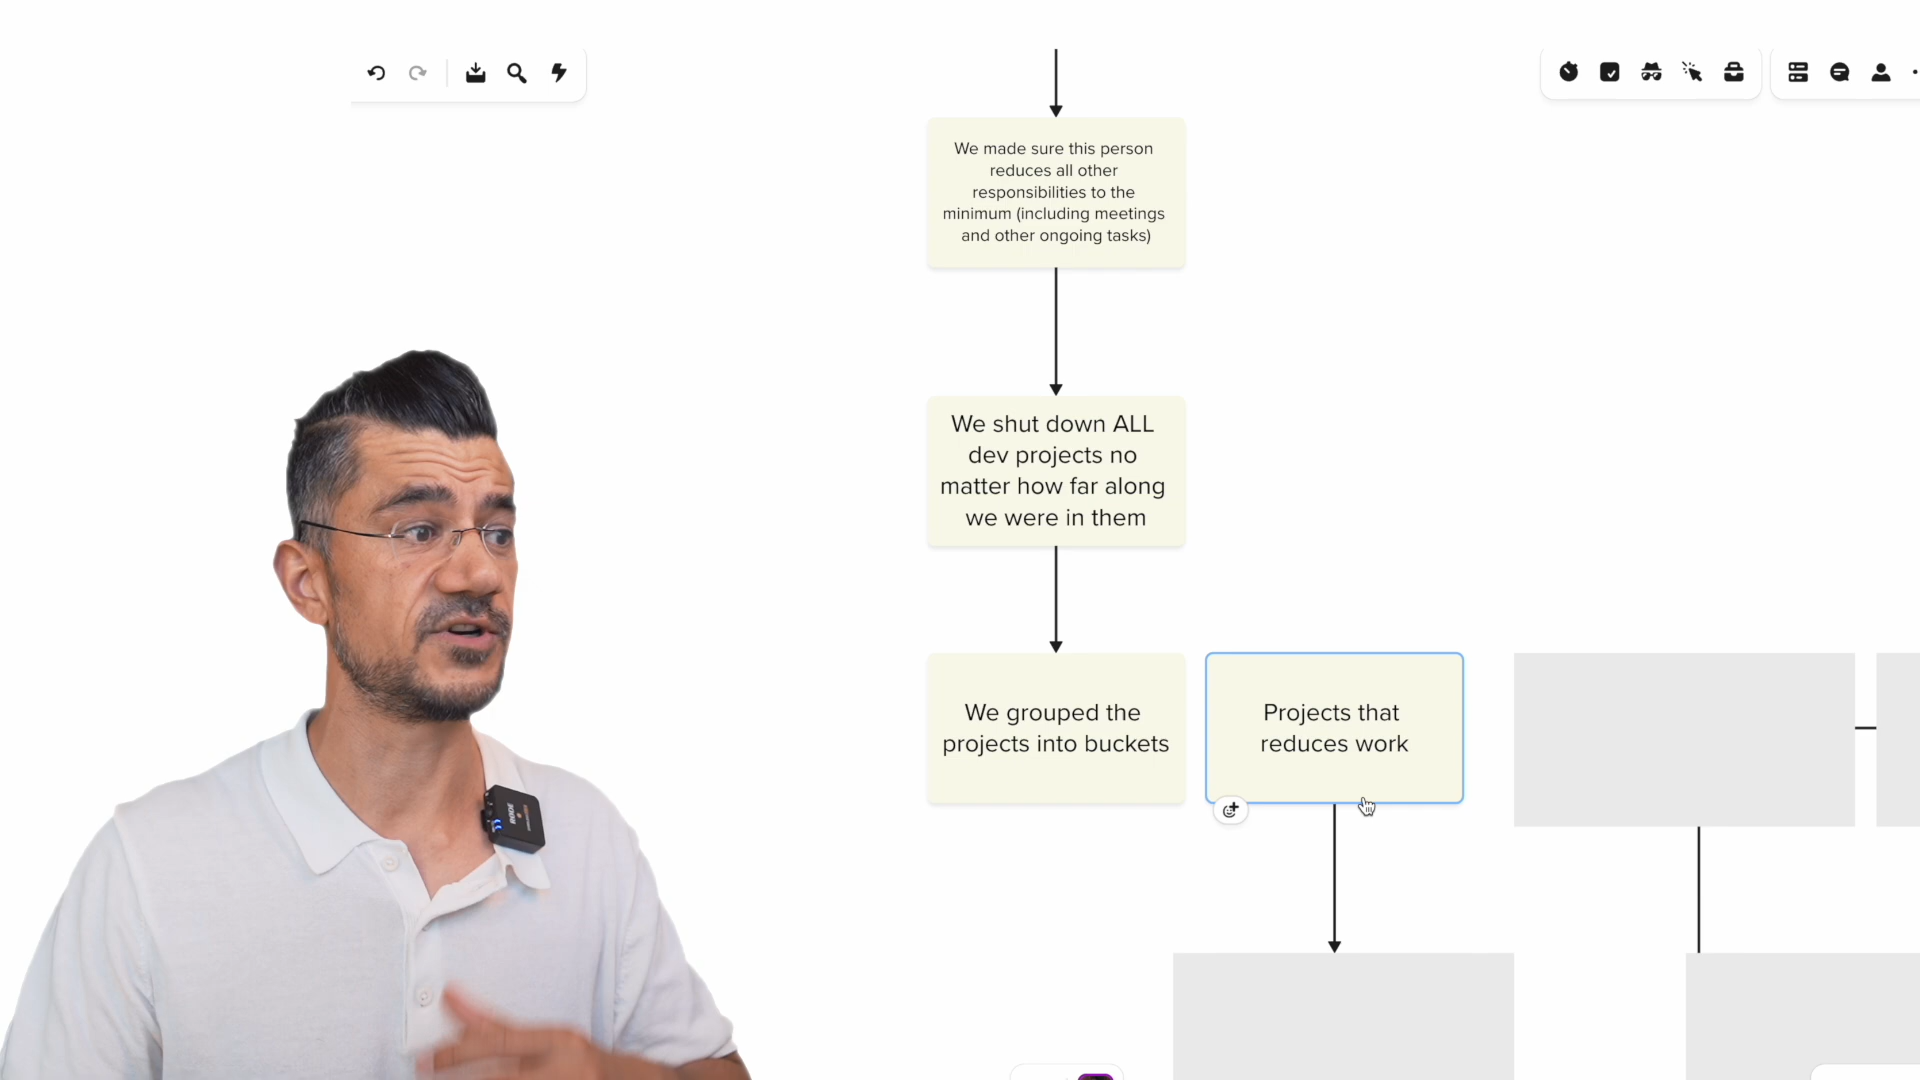 We made sure this person
reduces all other
responsibilities to the
minimum (including meetings
and other ongoing tasks)
We shut down ALL
dev projects no
matter how far along
we were in them
We grouped the
projects into buckets
Projects that
reduces work
RØDE